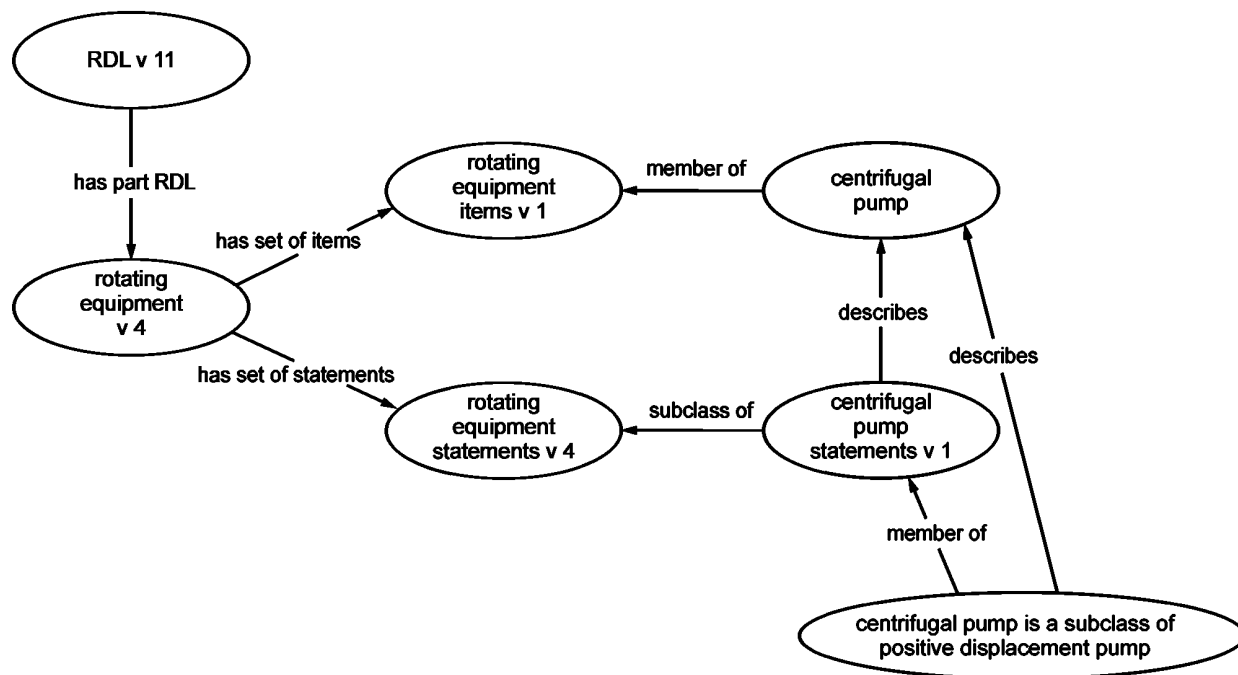 RDL v 11
has part RDL
rotating
equipment
v 4
has set of items
has set of statements
rotating
equipment
items v 1
member of
centrifugal
pump
describes
describes
rotating
equipment
statements v 4
subclass of
centrifugal
pump
statements v 1
member of
centrifugal pump is a subclass of
positive displacement pump